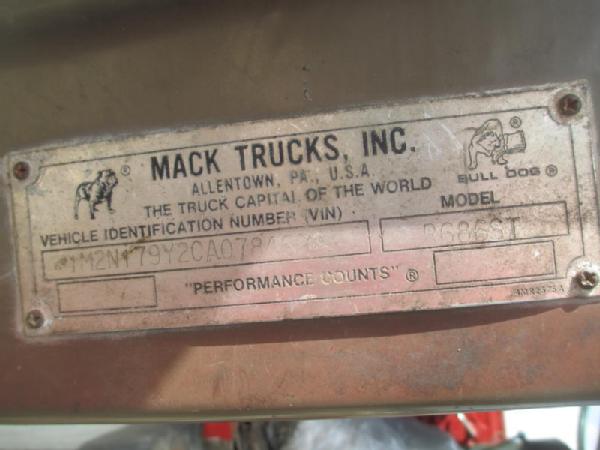 MACK TRUCKS, INC.
ALLENTOWN, PA., U.S.A.
THE TRUCK CAPITAL OF THE WORLD
BULL DOG ®
VEHICLE IDENTIFICATION NUMBER (VIN)
MODEL
R686ST
"PERFORMANCE COUNTS" ®